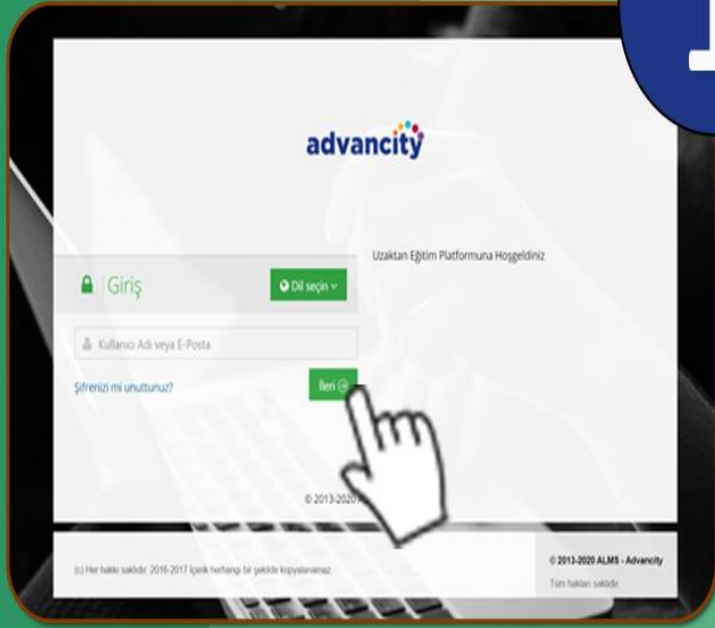 advancity
Uzaktan Eğitim Platformuna Hoşgeldiniz
Giriş
Dil seçin
Kullanıcı Adı veya E-Posta
Şifrenizi mi unuttunuz?
İleri
© 2013-2020
(c) Her hakkı saklıdır. 2016-2017 İçerik herhangi bir şekilde kopyalanamaz.
© 2013-2020 ALMS - Advancity
Tüm hakları saklıdır.